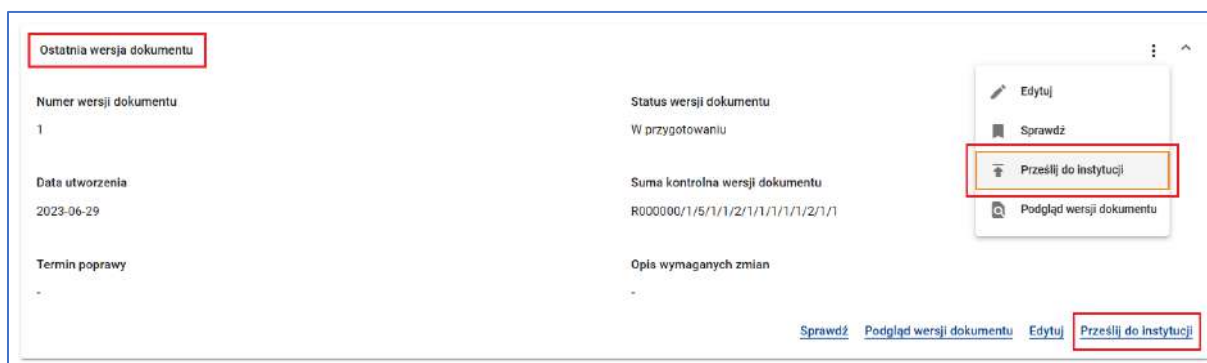 Ostatnia wersja dokumentu
Edytuj
Numer wersji dokumentu
Status wersji dokumentu
1
W przygotowaniu
Sprawdź
Prześlij do instytucji
Data utworzenia
Suma kontrolna wersji dokumentu
2023-06-29
R000000/1/5/1/1/2/1/1/1/1/1/2/1/1
Podgląd wersji dokumentu
Termin poprawy
Opis wymaganych zmian
-
-
Sprawdź Podgląd wersji dokumentu Edytuj Prześlij do instytucji